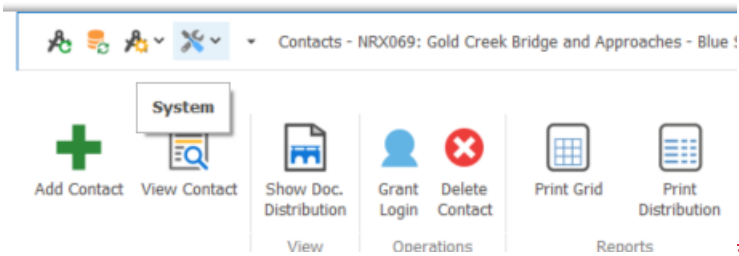 Contacts - NRX069: Gold Creek Bridge and Approaches - Blue
System
Add Contact View Contact Show Doc. Distribution Grant Login Delete Contact Print Grid Print Distribution
View Operations Reports